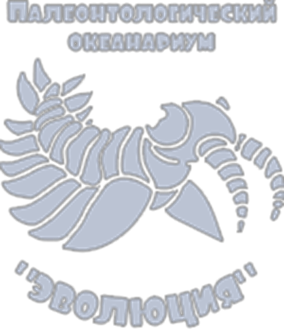 Палеонтологический
океанариум
"Эволюция"